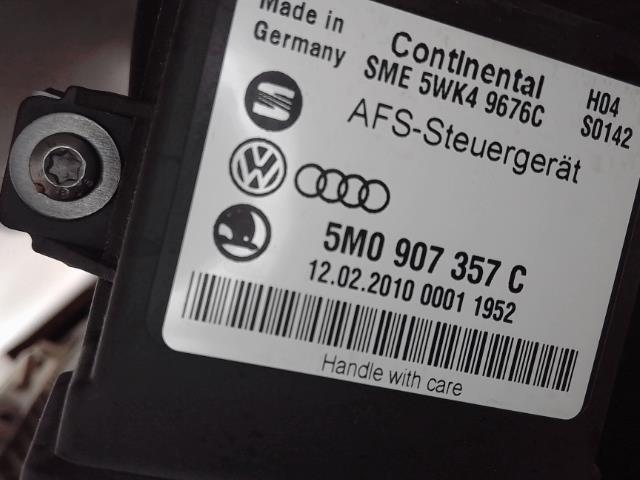 Made in
Germany
Continental
SME 5WK4 9676C
H04
S0142
AFS-Steuergerät
5M0 907 357 C
12.02.2010 0001 1952
Handle with care